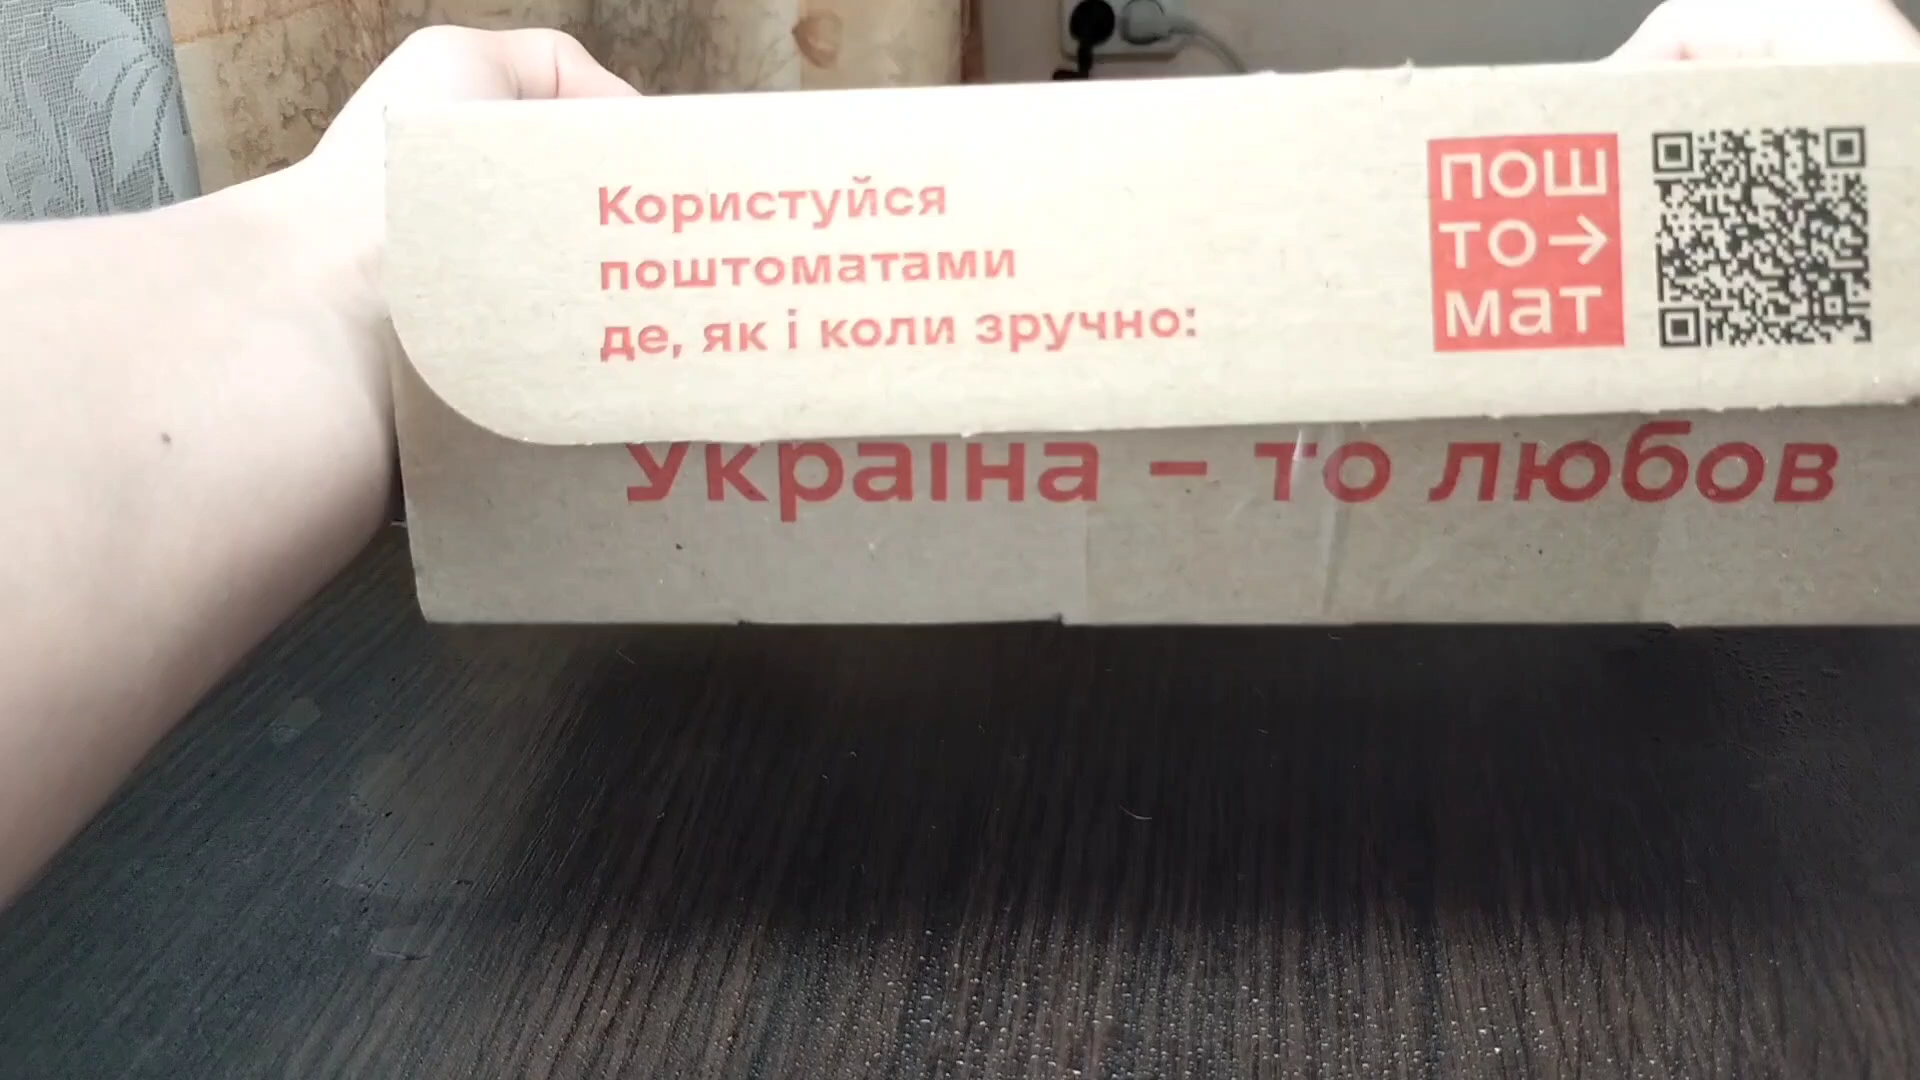 Користуйся
поштоматами
де, як і коли зручно:
пош
то→
мат
Україна – то любов